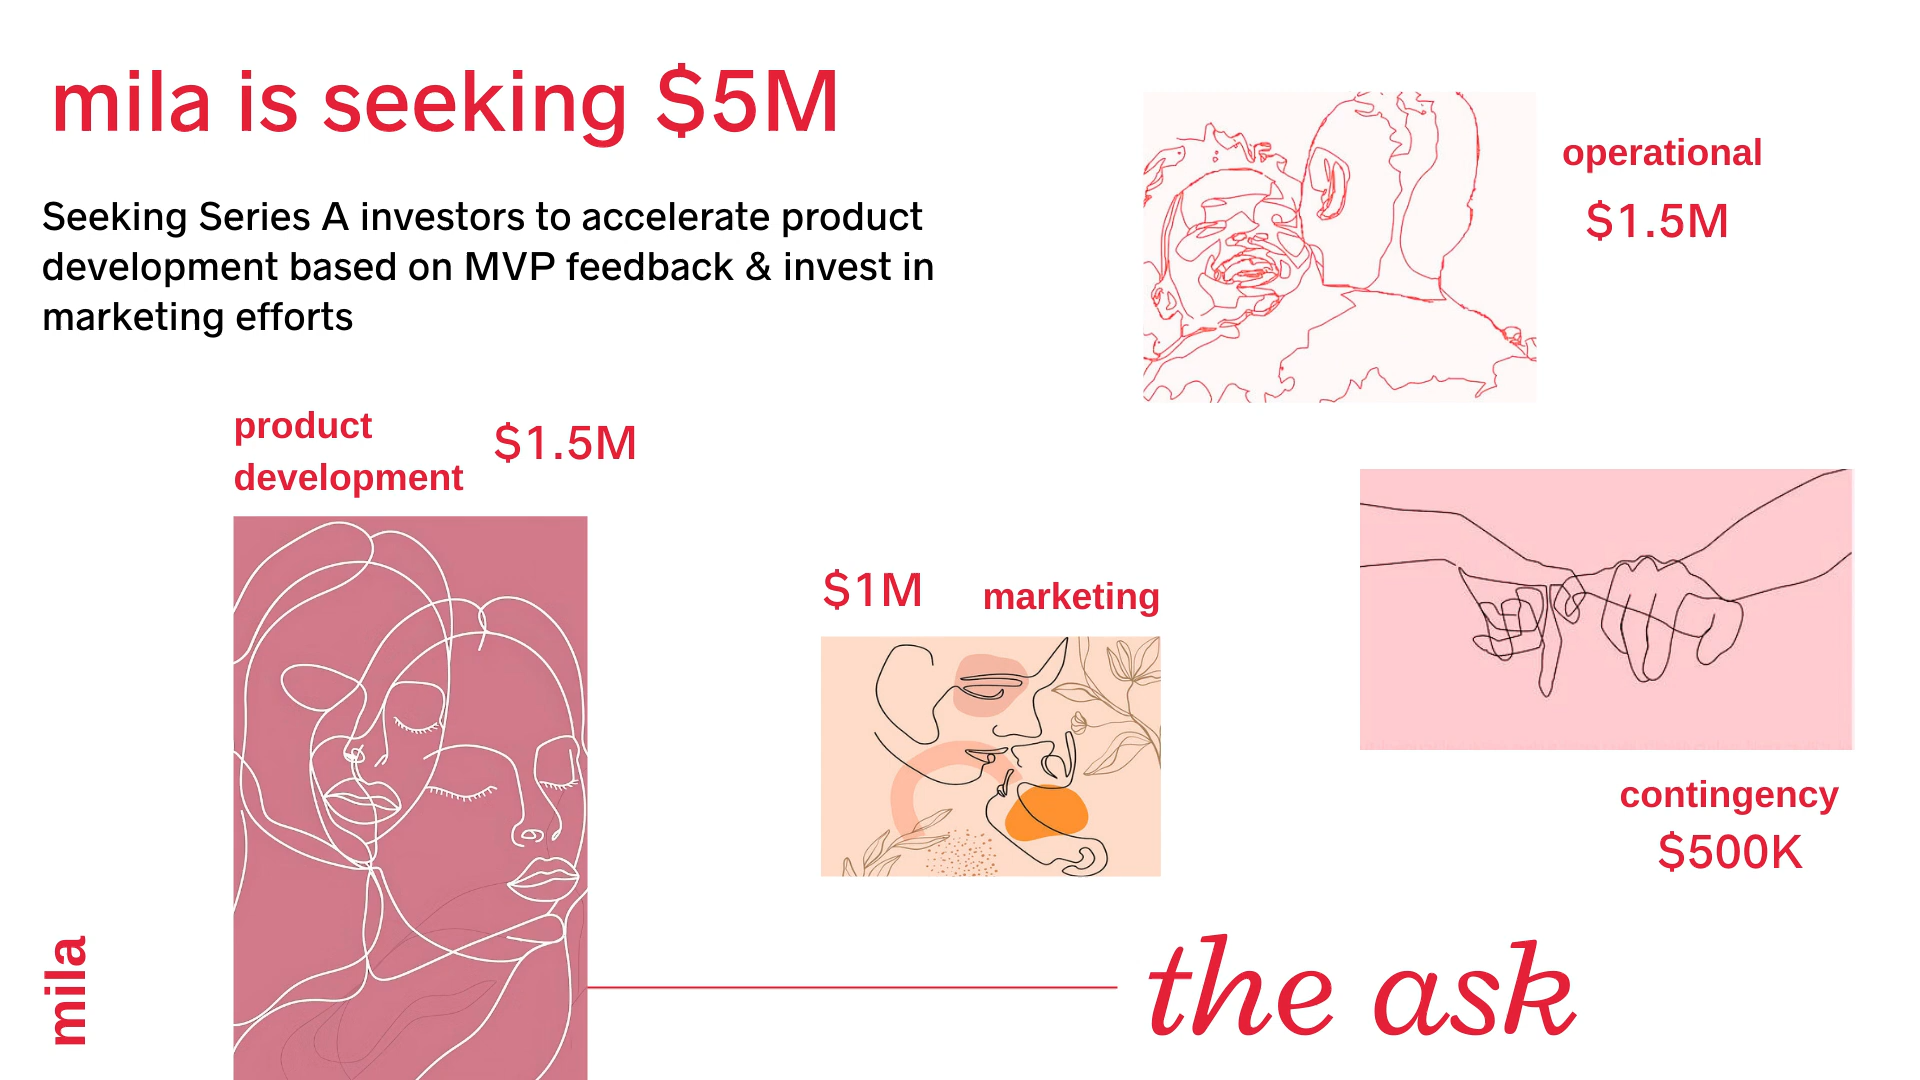 mila is seeking $5M
Seeking Series A investors to accelerate product
development based on MVP feedback & invest in
marketing efforts
operational
$1.5M
product
development
$1.5M
$1M
marketing
contingency
$500K
the ask
mila